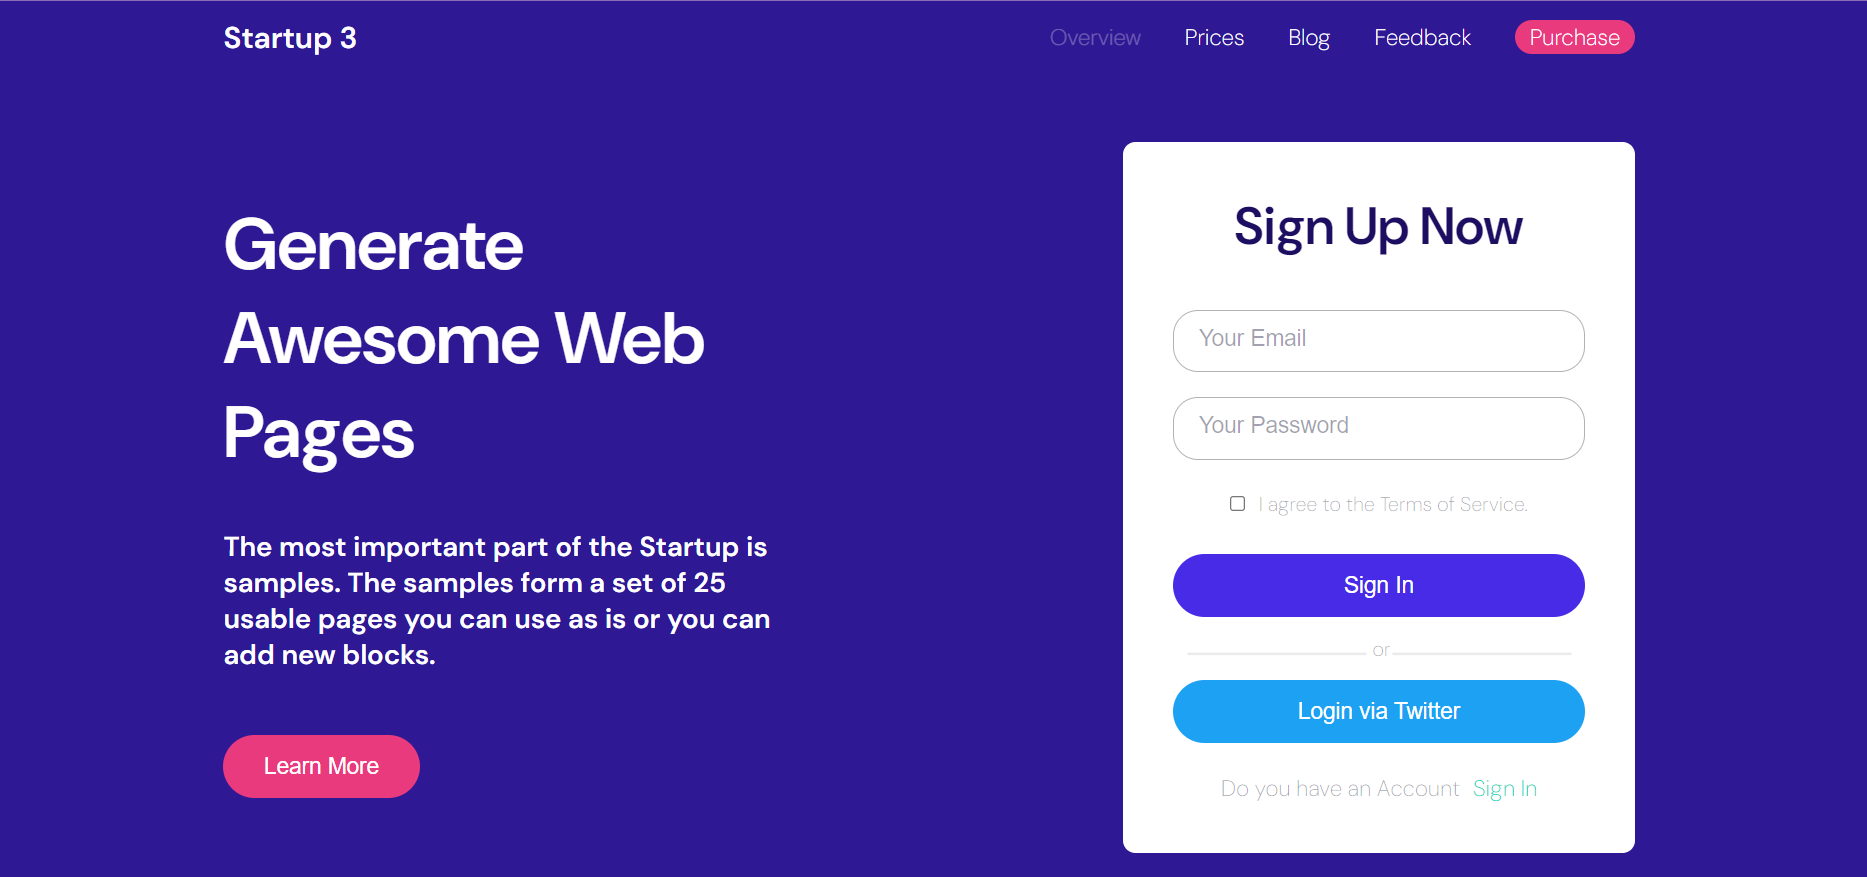 Startup 3
Overview
Prices
Blog
Feedback
Purchase
Generate
Awesome Web
Pages
The most important part of the Startup is
samples. The samples form a set of 25
usable pages you can use as is or you can
add new blocks.
Learn More
Sign Up Now
Your Email
Your Password
I agree to the Terms of Service.
Sign In
or
Login via Twitter
Do you have an Account Sign In